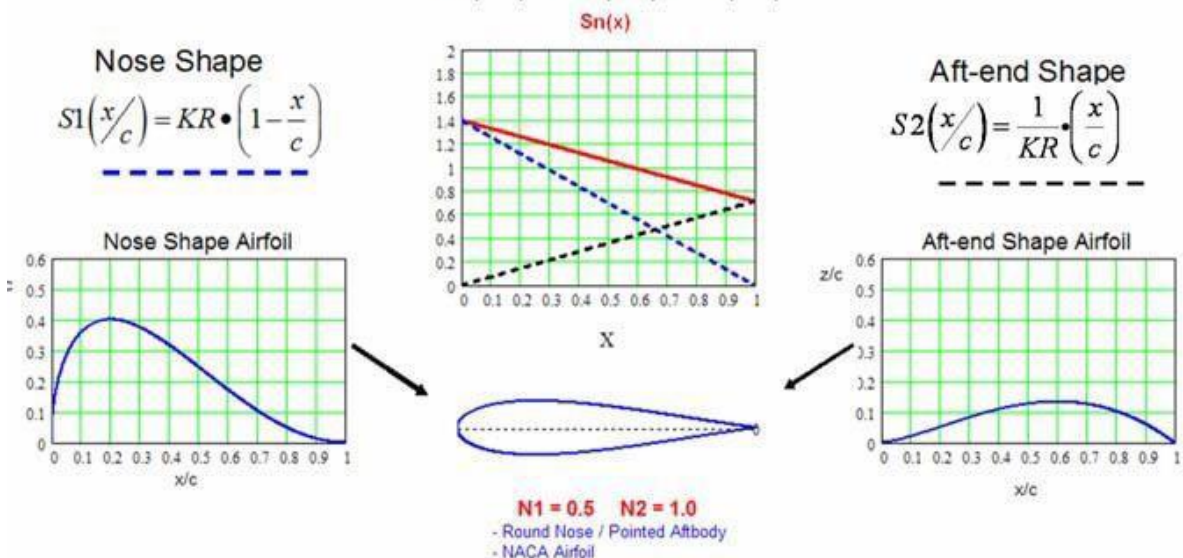 Sn(x)
Nose Shape
S1(x/c) = KR•(1 - x/c)
2
1.8
1.6
1.4
1.2
1
0.8
0.6
0.4
0.2
0
0 0.1 0.2 0.3 0.4 0.5 0.6 0.7 0.8 0.9 1
X
Aft-end Shape
S2(x/c) = 1/KR•(x/c)
Nose Shape Airfoil
0.6
0.5
0.4
0.3
0.2
0.1
0
0 0.1 0.2 0.3 0.4 0.5 0.6 0.7 0.8 0.9 1
x/c
Aft-end Shape Airfoil
z/c
0.6
0.5
0.4
).3
).2
0.1
0
0 0.1 0.2 0.3 0.4 0.5 0.6 0.7 0.8 0.9 1
x/c
0
N1 = 0.5 N2 = 1.0
- Round Nose / Pointed Aftbody
- NACA Airfoil